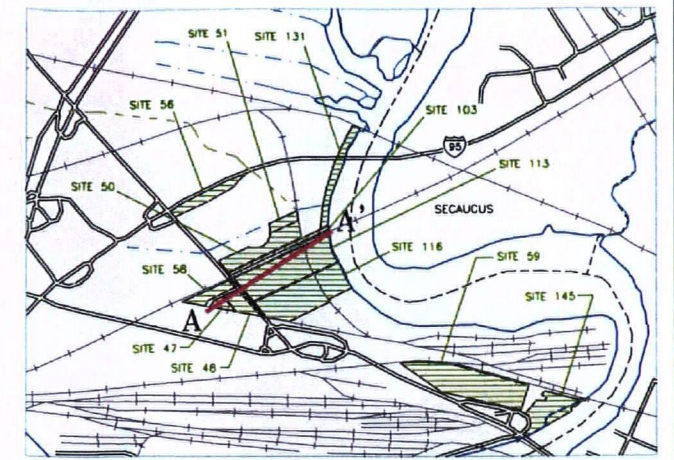 SITE 51
SITE 131
SITE 56
SITE 103
95
SITE 113
SITE 50
SECAUCUS
A'
SITE 116
SITE 59
SITE 58
SITE 145
A
SITE 47
SITE 48